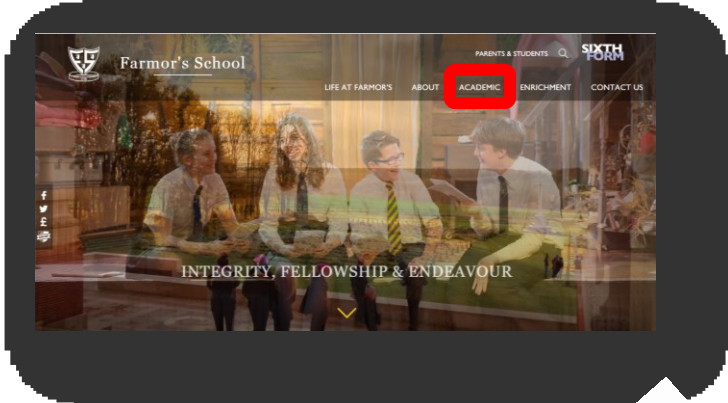 PARENTS & STUDENTS
SIXTH
FORM
Farmor's School
LIFE AT FARMOR'S ABOUT ACADEMIC ENRICHMENT CONTACT US
f
£
INTEGRITY, FELLOWSHIP & ENDEAVOUR